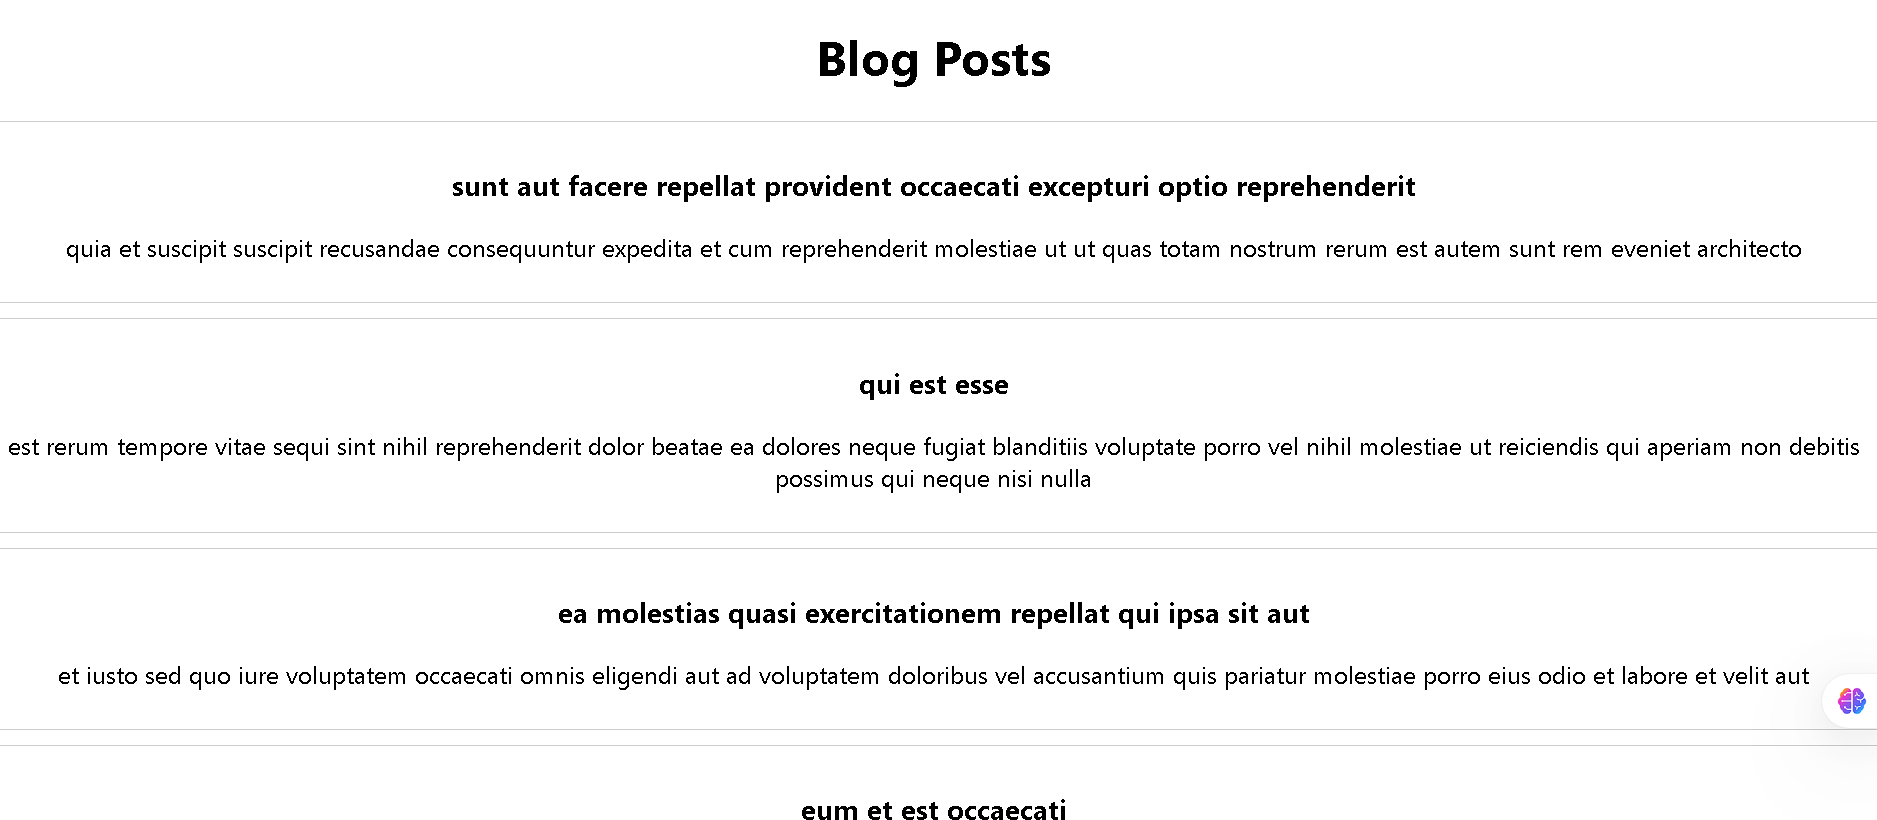 Blog Posts
sunt aut facere repellat provident occaecati excepturi optio reprehenderit
quia et suscipit suscipit recusandae consequuntur expedita et cum reprehenderit molestiae ut ut quas totam nostrum rerum est autem sunt rem eveniet architecto
qui est esse
est rerum tempore vitae sequi sint nihil reprehenderit dolor beatae ea dolores neque fugiat blanditiis voluptate porro vel nihil molestiae ut reiciendis qui aperiam non debitis
possimus qui neque nisi nulla
ea molestias quasi exercitationem repellat qui ipsa sit aut
et iusto sed quo iure voluptatem occaecati omnis eligendi aut ad voluptatem doloribus vel accusantium quis pariatur molestiae porro eius odio et labore et velit aut
eum et est occaecati